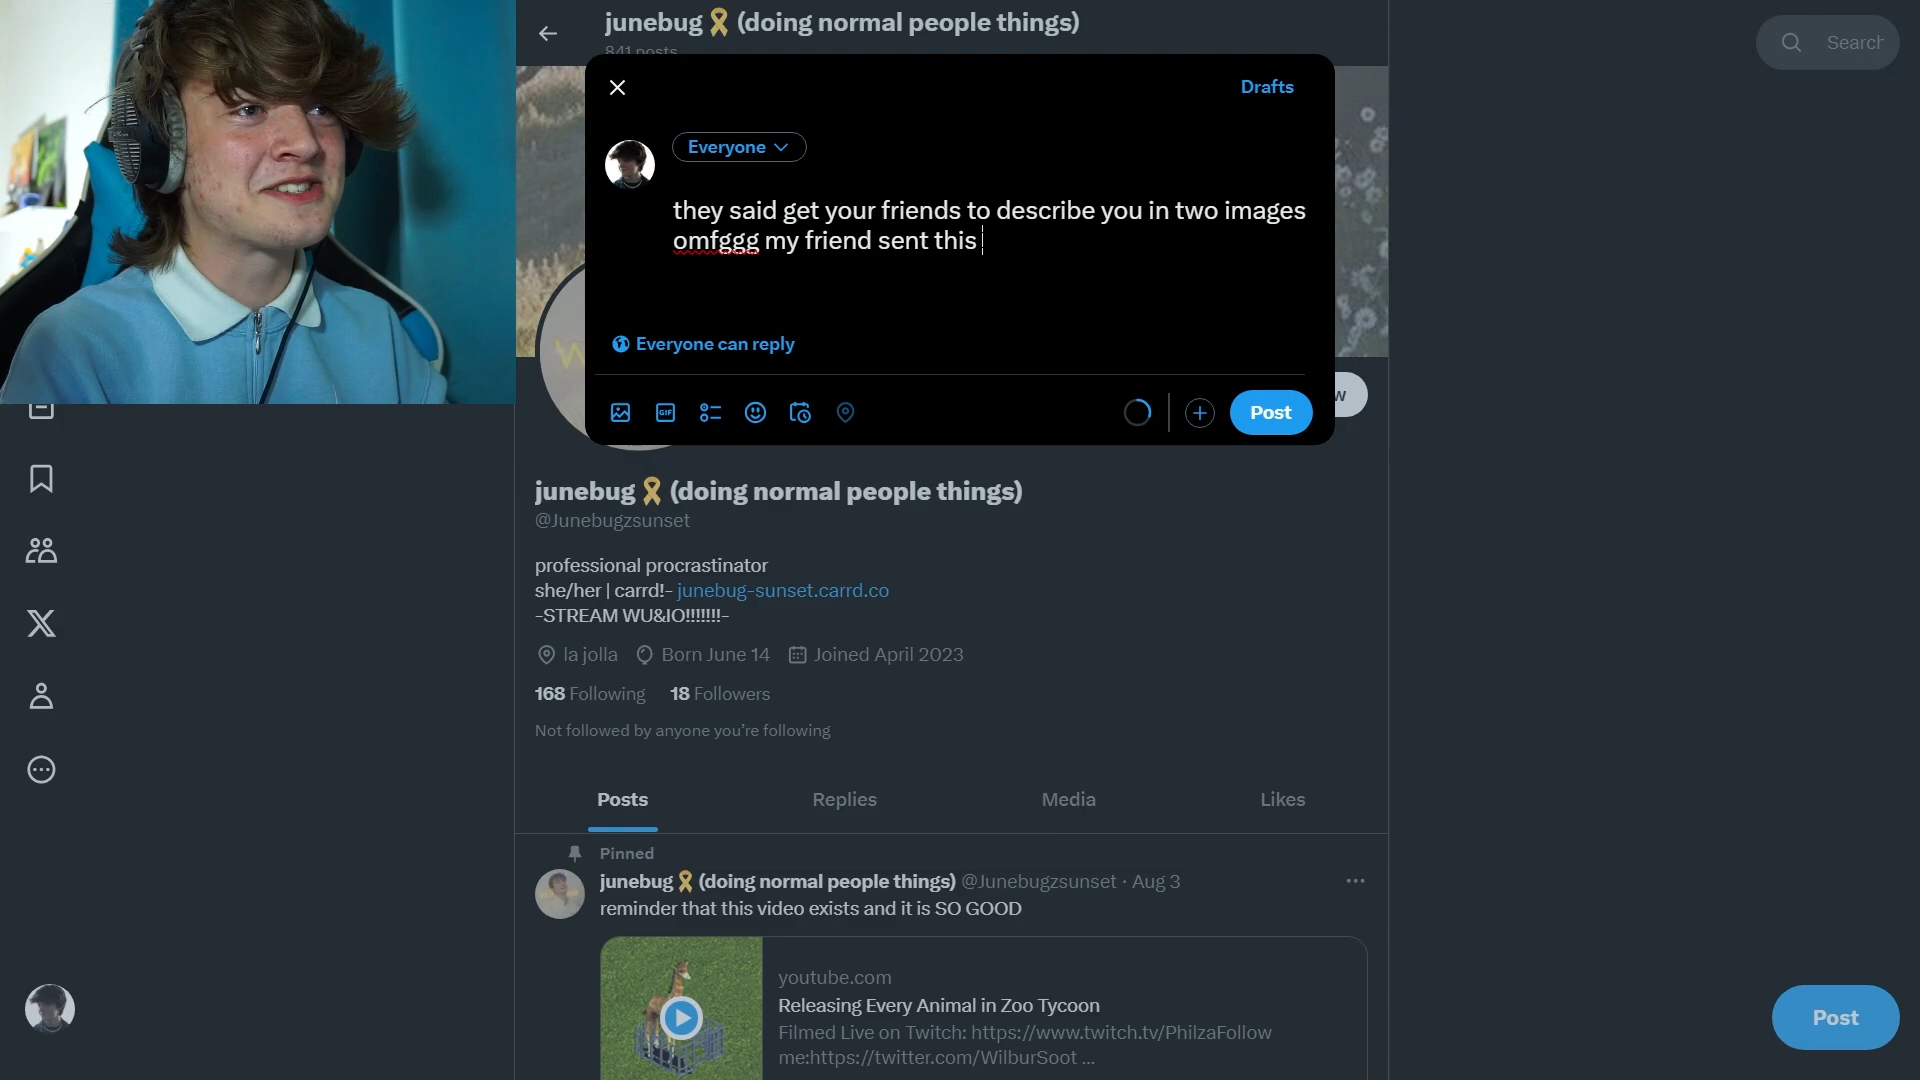 junebug 🎗 (doing normal people things)
841 posts
Search
Drafts
Everyone
they said get your friends to describe you in two images
omfggg my friend sent this
Everyone can reply
GIF
Post
w
junebug 🎗 (doing normal people things)
@Junebugzsunset
professional procrastinator
she/her | carrd!- junebug-sunset.carrd.co
-STREAM WU&IO!!!!!!!-
la jolla Born June 14 Joined April 2023
168 Following 18 Followers
Not followed by anyone you're following
Posts Replies Media Likes
Pinned
junebug 🎗 (doing normal people things) @Junebugzsunset · Aug 3
reminder that this video exists and it is SO GOOD
youtube.com
Releasing Every Animal in Zoo Tycoon
Filmed Live on Twitch: https://www.twitch.tv/PhilzaFollow
me:https://twitter.com/WilburSoot ...
Post